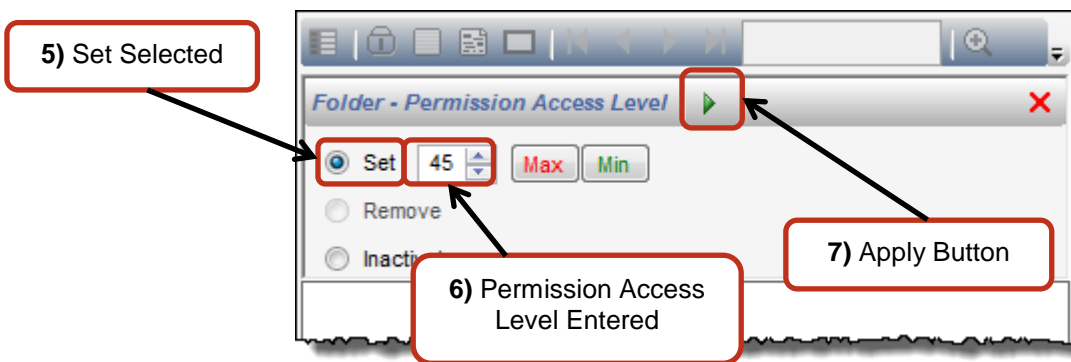 5) Set Selected
Folder - Permission Access Level
Set 45 Max Min
Remove
7) Apply Button
6) Permission Access
Level Entered